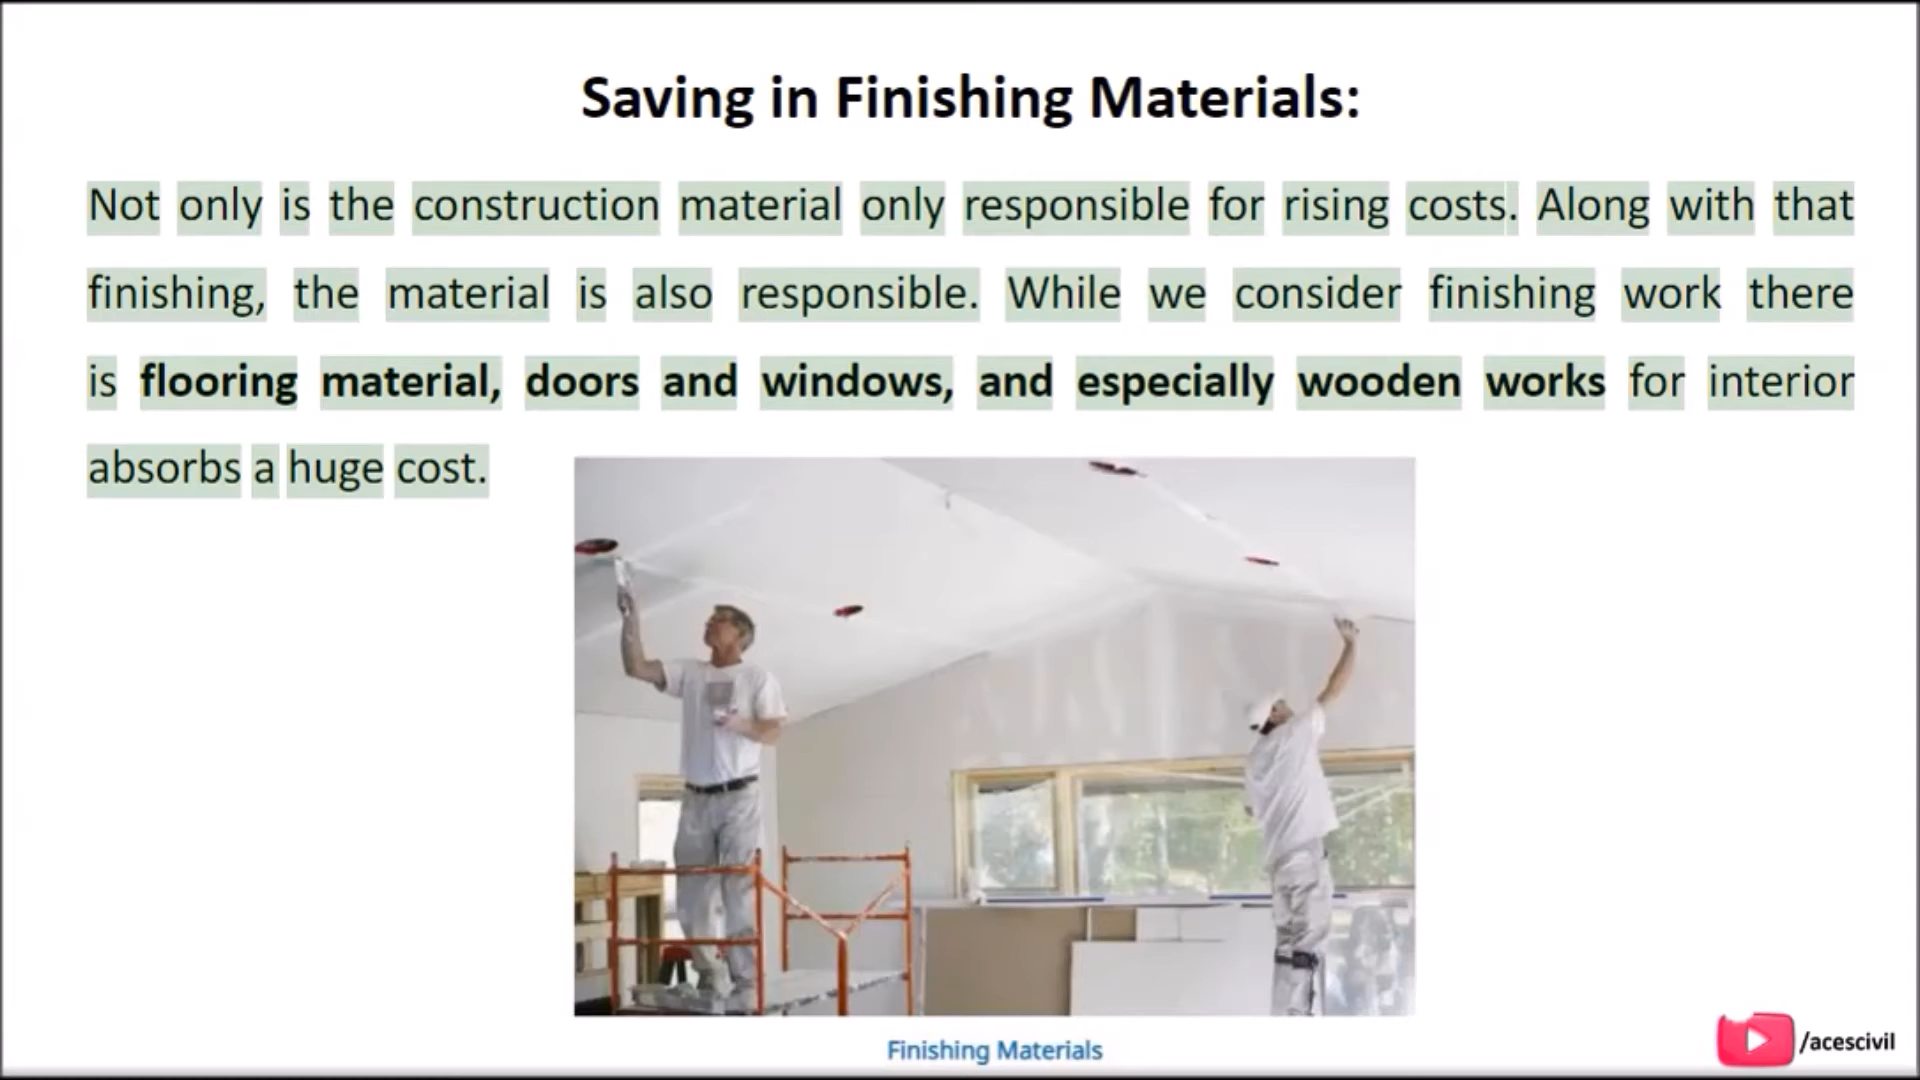 Saving in Finishing Materials:
Not only is the construction material only responsible for rising costs. Along with that
finishing, the material is also responsible. While we consider finishing work there
is flooring material, doors and windows, and especially wooden works for interior
absorbs a huge cost.
Finishing Materials
/acescivil